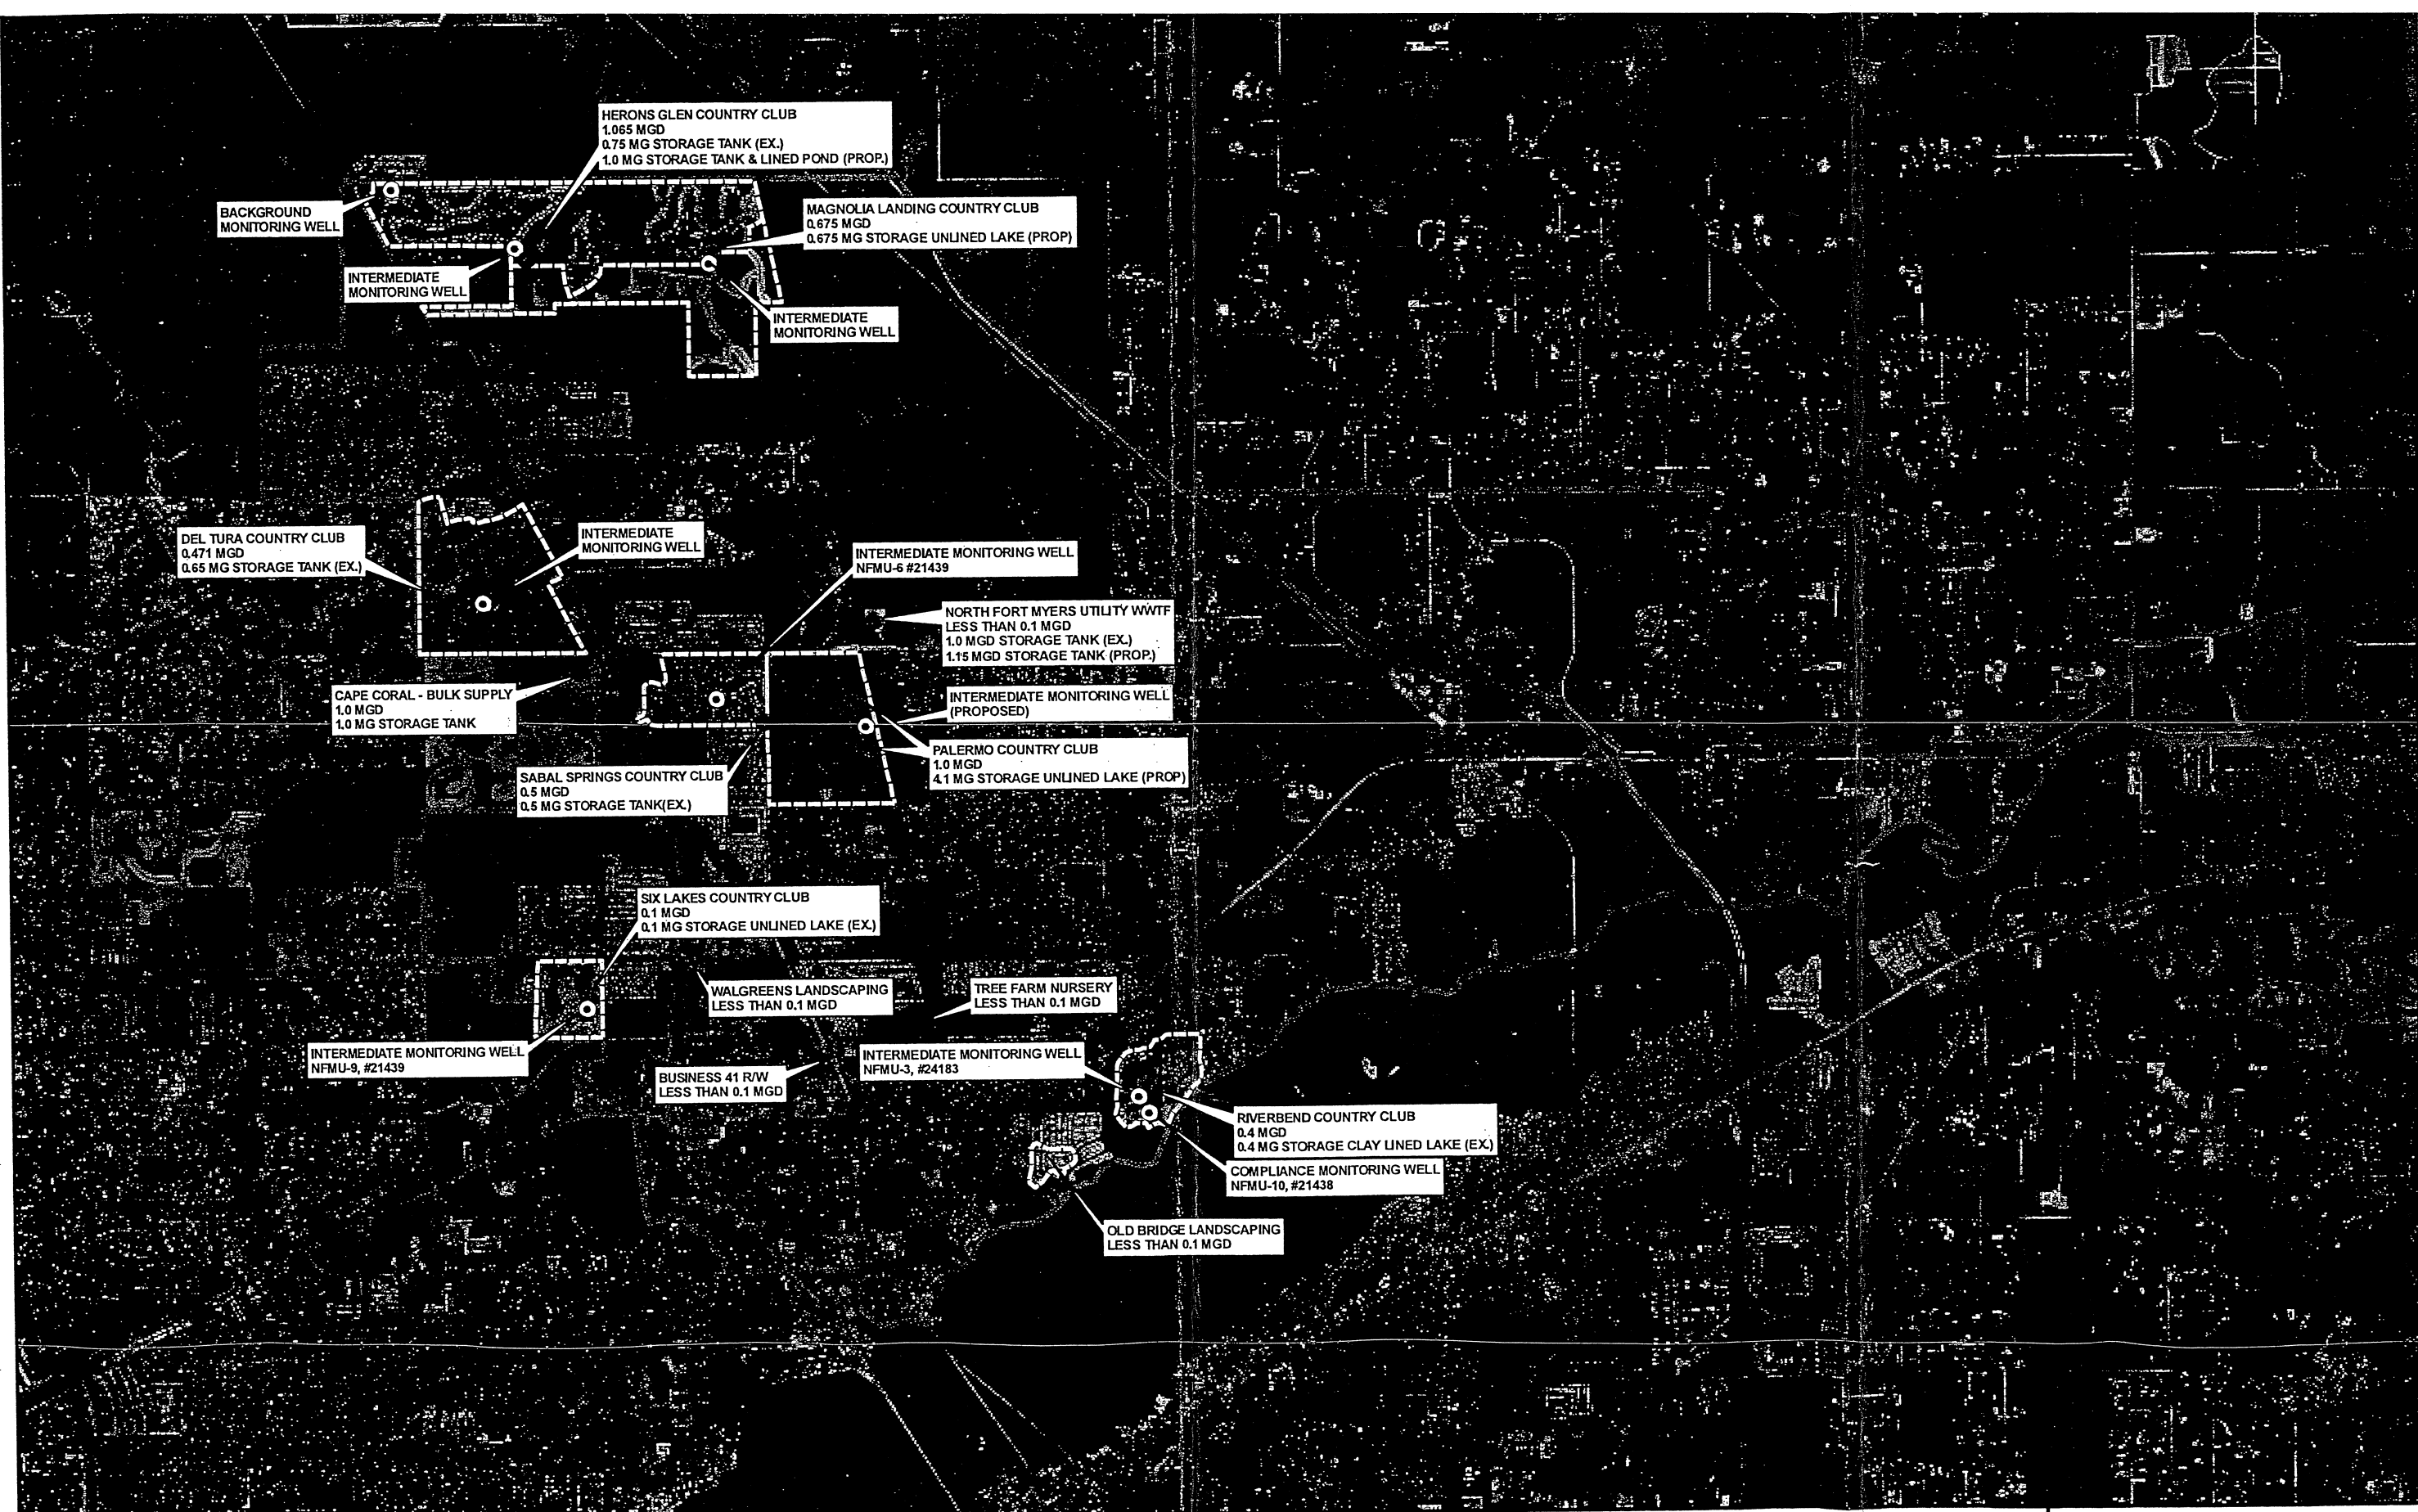 HERONS GLEN COUNTRY CLUB
1.065 MGD
0.75 MG STORAGE TANK (EX.)
1.0 MG STORAGE TANK & LINED POND (PROP.)
BACKGROUND
MONITORING WELL
MAGNOLIA LANDING COUNTRY CLUB
0.675 MGD
0.675 MG STORAGE UNLINED LAKE (PROP)
INTERMEDIATE
MONITORING WELL
INTERMEDIATE
MONITORING WELL
DEL TURA COUNTRY CLUB
0.471 MGD
0.65 MG STORAGE TANK (EX.)
INTERMEDIATE
MONITORING WELL
INTERMEDIATE MONITORING WELL
NFMU-6 #21439
NORTH FORT MYERS UTILITY WWTF
LESS THAN 0.1 MGD
1.0 MGD STORAGE TANK (EX.)
1.15 MGD STORAGE TANK (PROP.)
CAPE CORAL - BULK SUPPLY
1.0 MGD
1.0 MG STORAGE TANK
INTERMEDIATE MONITORING WELL
(PROPOSED)
PALERMO COUNTRY CLUB
1.0 MGD
4.1 MG STORAGE UNLINED LAKE (PROP)
SABAL SPRINGS COUNTRY CLUB
0.5 MGD
0.5 MG STORAGE TANK(EX.)
SIX LAKES COUNTRY CLUB
0.1 MGD
0.1 MG STORAGE UNLINED LAKE (EX.)
WALGREENS LANDSCAPING
LESS THAN 0.1 MGD
TREE FARM NURSERY
LESS THAN 0.1 MGD
INTERMEDIATE MONITORING WELL
NFMU-9, #21439
INTERMEDIATE MONITORING WELL
NFMU-3, #24183
BUSINESS 41 R/W
LESS THAN 0.1 MGD
RIVERBEND COUNTRY CLUB
0.4 MGD
0.4 MG STORAGE CLAY LINED LAKE (EX.)
COMPLIANCE MONITORING WELL
NFMU-10, #21438
OLD BRIDGE LANDSCAPING
LESS THAN 0.1 MGD